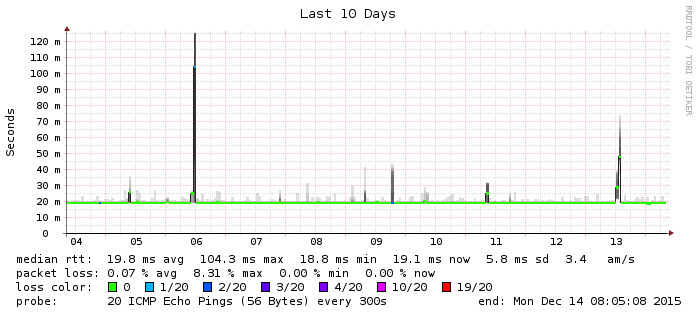 Last 10 Days
RRDTOOL / TOBI OETIKER
Seconds
120 m
110 m
100 m
90 m
80 m
70 m
60 m
50 m
40 m
30 m
20 m
10 m
0
04 05 06 07 08 09 10 11 12 13
median rtt: 19.8 ms avg 104.3 ms max 18.8 ms min 19.1 ms now 5.8 ms sd 3.4 am/s
packet loss: 0.07 % avg 8.31 % max 0.00 % min 0.00 % now
loss color: 0 1/20 2/20 3/20 4/20 10/20 19/20
probe: 20 ICMP Echo Pings (56 Bytes) every 300s end: Mon Dec 14 08:05:08 2015